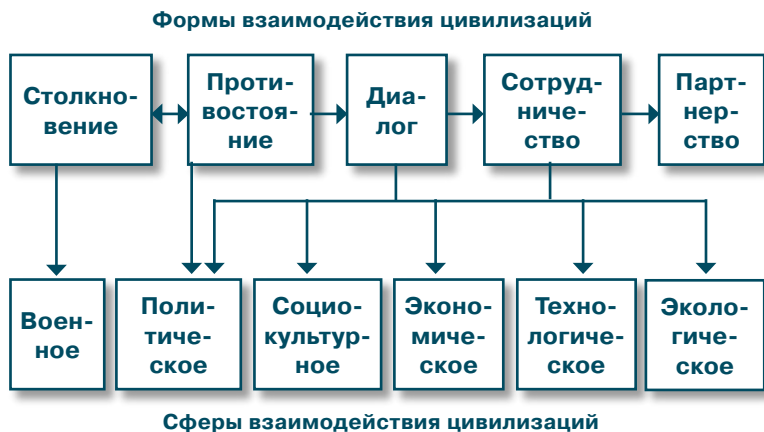 Формы взаимодействия цивилизаций
Столкно-
вение
Проти-
востоя-
ние
Диа-
лог
Сотруд-
ниче-
ство
Парт-
нер-
ство
Воен-
ное
Поли-
тиче-
ское
Социо-
культур-
ное
Эконо-
миче-
ское
Техно-
логиче-
ское
Эколо-
гиче-
ское
Сферы взаимодействия цивилизаций